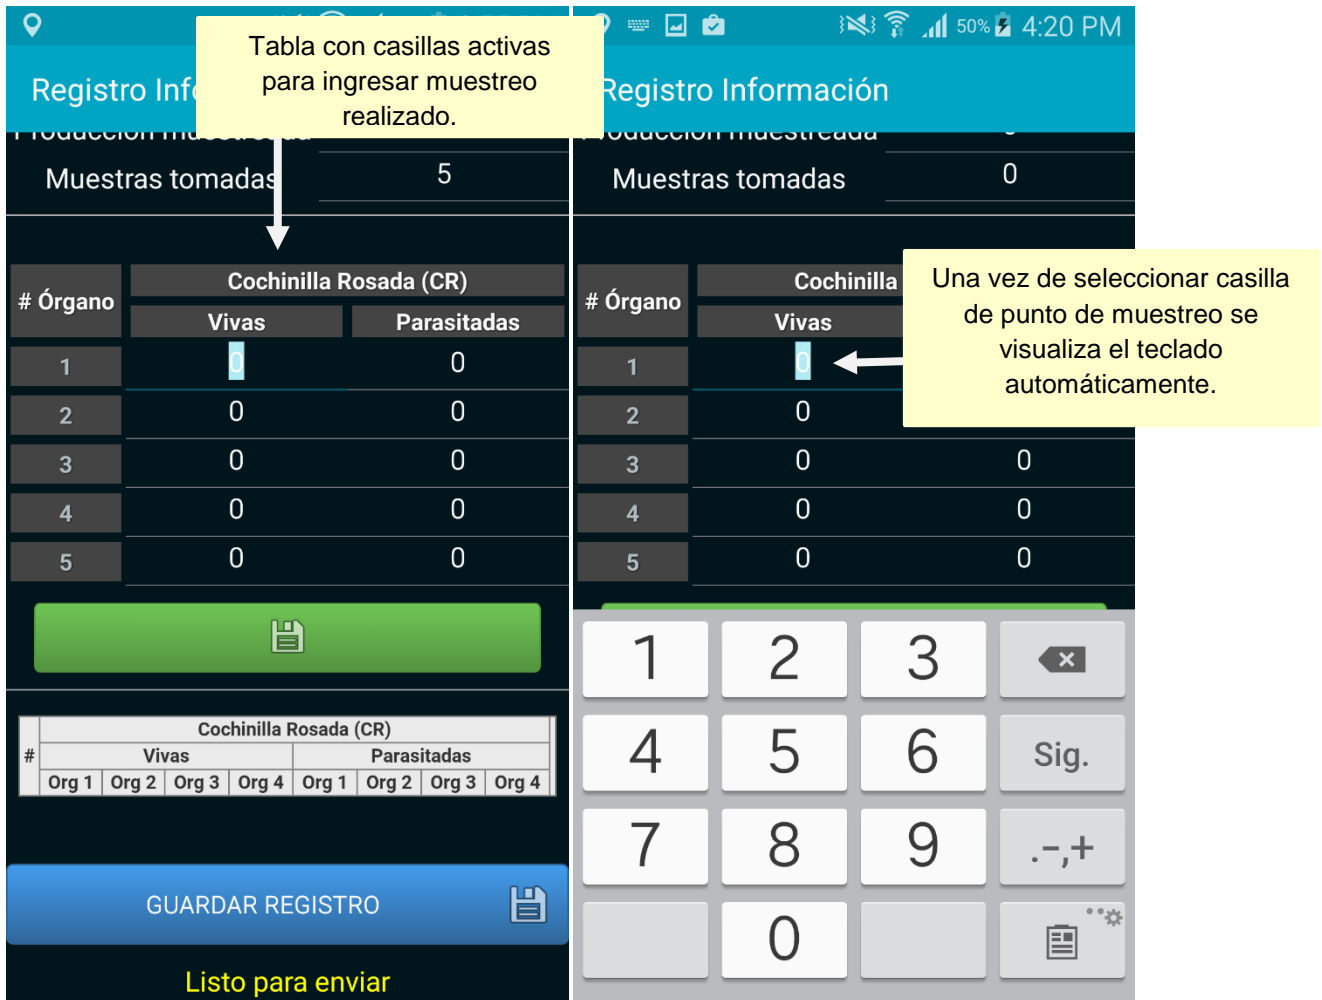 Tabla con casillas activas
para ingresar muestreo
realizado.
Registro Info
Muestras tomadas 5
# Órgano
Cochinilla Rosada (CR)
Vivas Parasitadas
1 0 0
2 0 0
3 0 0
4 0 0
5 0 0
Cochinilla Rosada (CR)
# Vivas Parasitadas
Org 1 Org 2 Org 3 Org 4 Org 1 Org 2 Org 3 Org 4
GUARDAR REGISTRO
Listo para enviar
50% 4:20 PM
Registro Información
Producción muestreada
Muestras tomadas 0
Una vez de seleccionar casilla
de punto de muestreo se
visualiza el teclado
automáticamente.
# Órgano
Cochinilla
Vivas
1 0
2 0
3 0 0
4 0 0
5 0 0
1 2 3
4 5 6 Sig.
7 8 9 .-,+
0